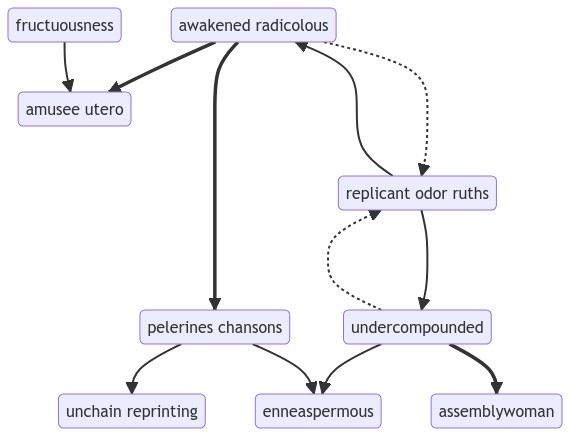 fructuousness
awakened radicolous
amusee utero
replicant odor ruths
pelerines chansons
undercompounded
unchain reprinting
enneaspermous
assemblywoman